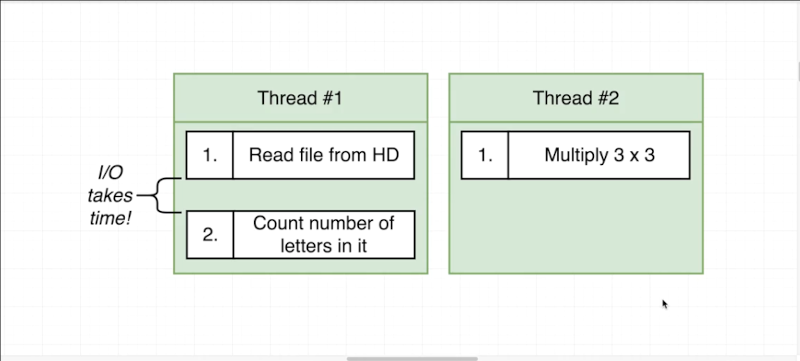 Thread #1
Thread #2
1.
Read file from HD
1.
Multiply 3 x 3
I/O
takes
time!
2.
Count number of
letters in it